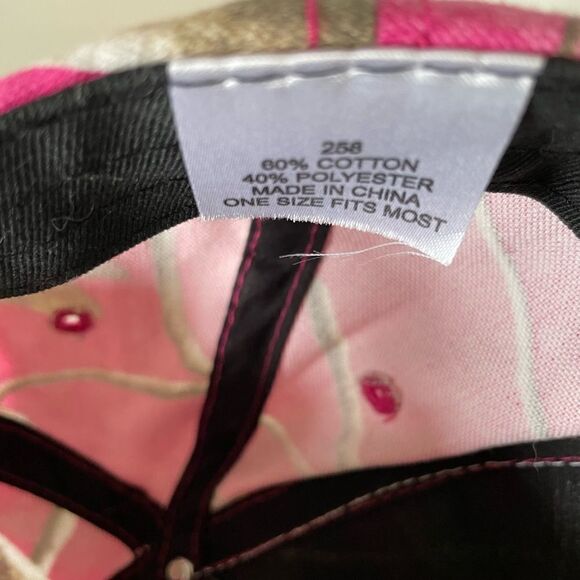 258
60% COTTON
40% POLYESTER
MADE IN CHINA
ONE SIZE FITS MOST